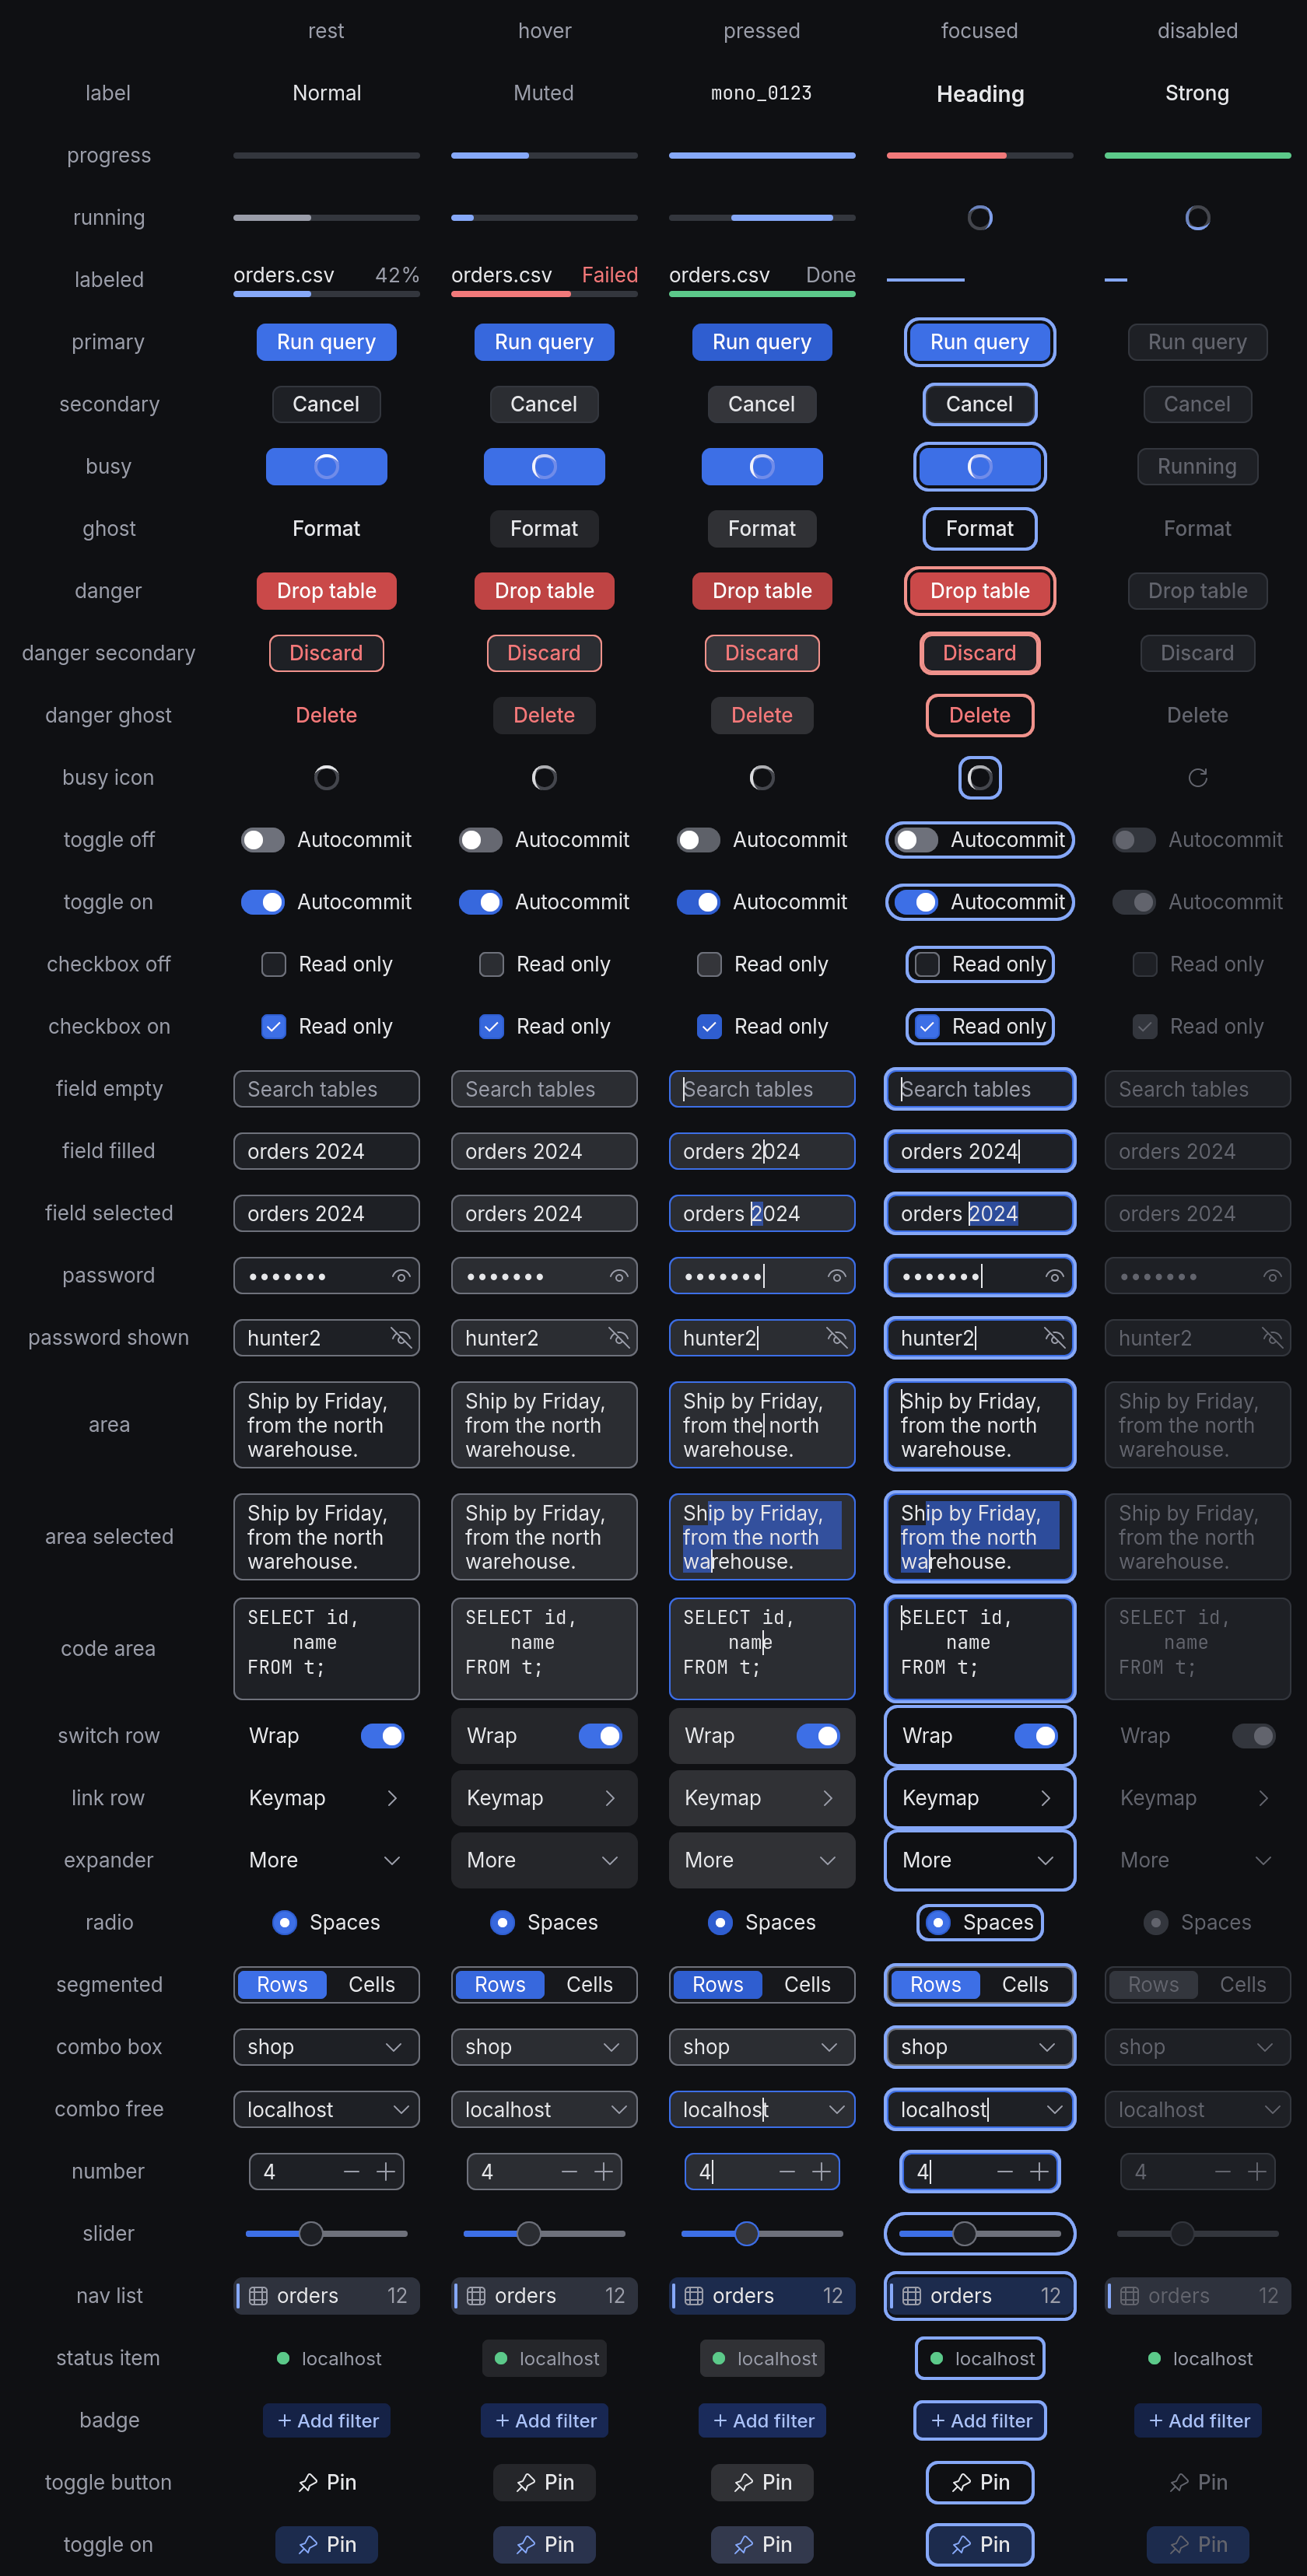 rest hover pressed focused disabled
label Normal Muted mono_0123 Heading Strong
progress
running
labeled orders.csv 42% orders.csv Failed orders.csv Done
primary Run query Run query Run query Run query Run query
secondary Cancel Cancel Cancel Cancel Cancel
busy Running
ghost Format Format Format Format Format
danger Drop table Drop table Drop table Drop table Drop table
danger secondary Discard Discard Discard Discard Discard
danger ghost Delete Delete Delete Delete Delete
busy icon
toggle off Autocommit Autocommit Autocommit Autocommit Autocommit
toggle on Autocommit Autocommit Autocommit Autocommit Autocommit
checkbox off Read only Read only Read only Read only Read only
checkbox on Read only Read only Read only Read only Read only
field empty Search tables Search tables Search tables Search tables Search tables
field filled orders 2024 orders 2024 orders 2024 orders 2024 orders 2024
field selected orders 2024 orders 2024 orders 2024 orders 2024 orders 2024
password ••••••• ••••••• ••••••• ••••••• •••••••
password shown hunter2 hunter2 hunter2 hunter2 hunter2
Ship by Friday, Ship by Friday, Ship by Friday, Ship by Friday, Ship by Friday,
area from the north from the north from the north from the north from the north
warehouse. warehouse. warehouse. warehouse. warehouse.
Ship by Friday, Ship by Friday, Ship by Friday, Ship by Friday, Ship by Friday,
area selected from the north from the north from the north from the north from the north
warehouse. warehouse. warehouse. warehouse. warehouse.
SELECT id, SELECT id, SELECT id, SELECT id, SELECT id,
code area name name name name name
FROM t; FROM t; FROM t; FROM t; FROM t;
switch row Wrap Wrap Wrap Wrap Wrap
link row Keymap Keymap Keymap Keymap Keymap
expander More More More More More
radio Spaces Spaces Spaces Spaces Spaces
segmented Rows Cells Rows Cells Rows Cells Rows Cells Rows Cells
combo box shop shop shop shop shop
combo free localhost localhost localhost localhost localhost
number 4 4 4 4 4
slider
nav list orders 12 orders 12 orders 12 orders 12 orders 12
status item localhost localhost localhost localhost localhost
badge + Add filter + Add filter + Add filter + Add filter + Add filter
toggle button Pin Pin Pin Pin Pin
toggle on Pin Pin Pin Pin Pin